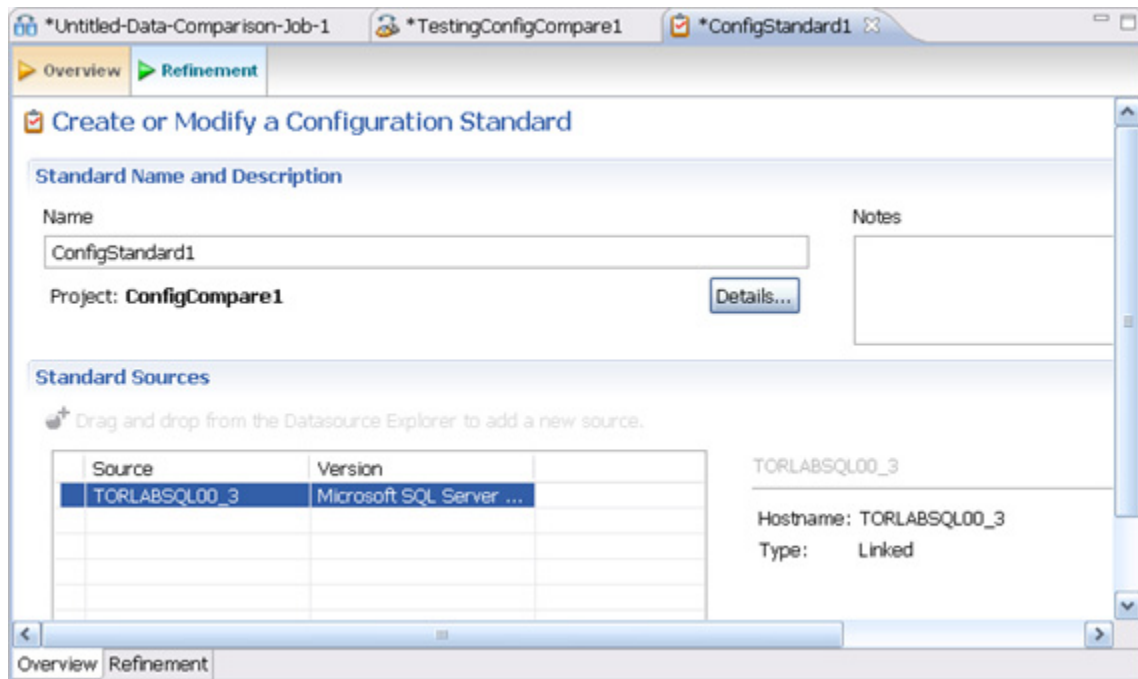 *Untitled-Data-Comparison-Job-1 *TestingConfigCompare1 *ConfigStandard1
Overview Refinement
Create or Modify a Configuration Standard
Standard Name and Description
Name Notes
ConfigStandard1
Project: ConfigCompare1 Details...
Standard Sources
Drag and drop from the Datasource Explorer to add a new source.
Source Version TORLABSQL00_3
TORLABSQL00_3 Microsoft SQL Server ...
Hostname: TORLABSQL00_3
Type: Linked
Overview Refinement